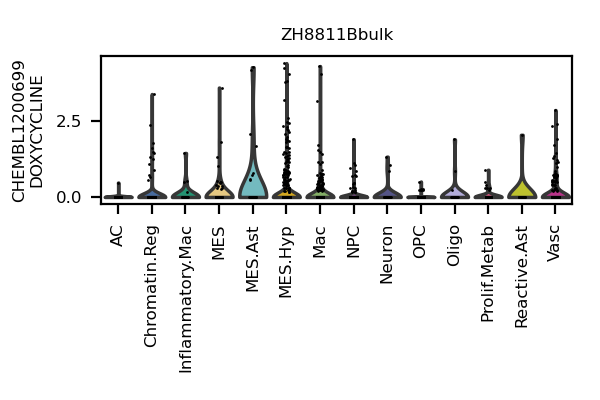 ZH8811Bbulk
CHEMBL1200699
DOXYCYCLINE
2.5
0.0
AC
Chromatin.Reg
Inflammatory.Mac
MES
MES.Ast
MES.Hyp
Mac
NPC
Neuron
OPC
Oligo
Prolif.Metab
Reactive.Ast
Vasc